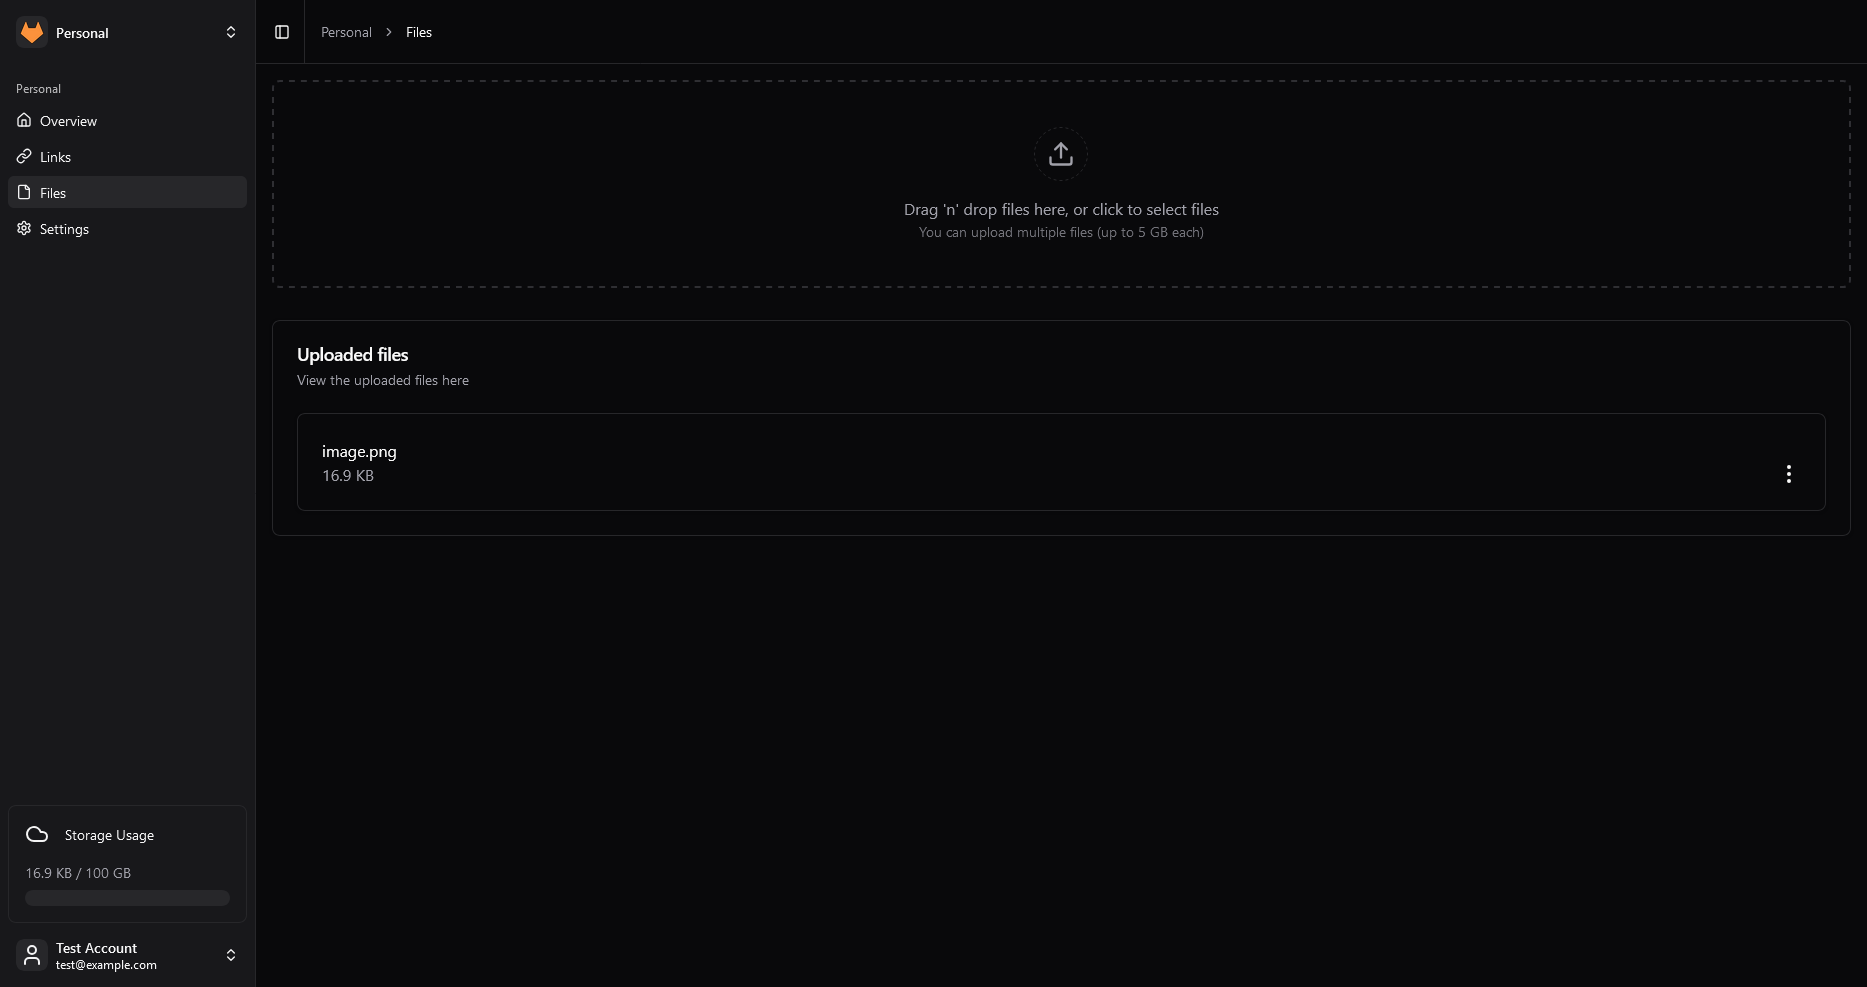 Personal
Personal
Overview
Links
Files
Settings
Storage Usage
16.9 KB / 100 GB
Test Account
test@example.com
Personal > Files
Drag 'n' drop files here, or click to select files
You can upload multiple files (up to 5 GB each)
Uploaded files
View the uploaded files here
image.png
16.9 KB